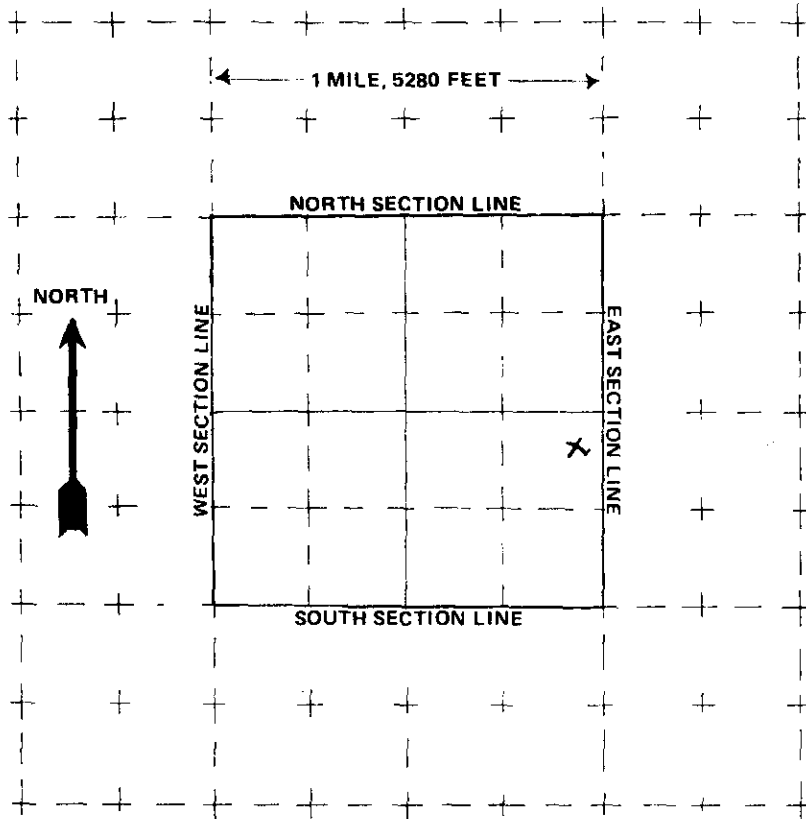 1 MILE, 5280 FEET
NORTH SECTION LINE
NORTH
WEST SECTION LINE
EAST SECTION LINE
X
SOUTH SECTION LINE